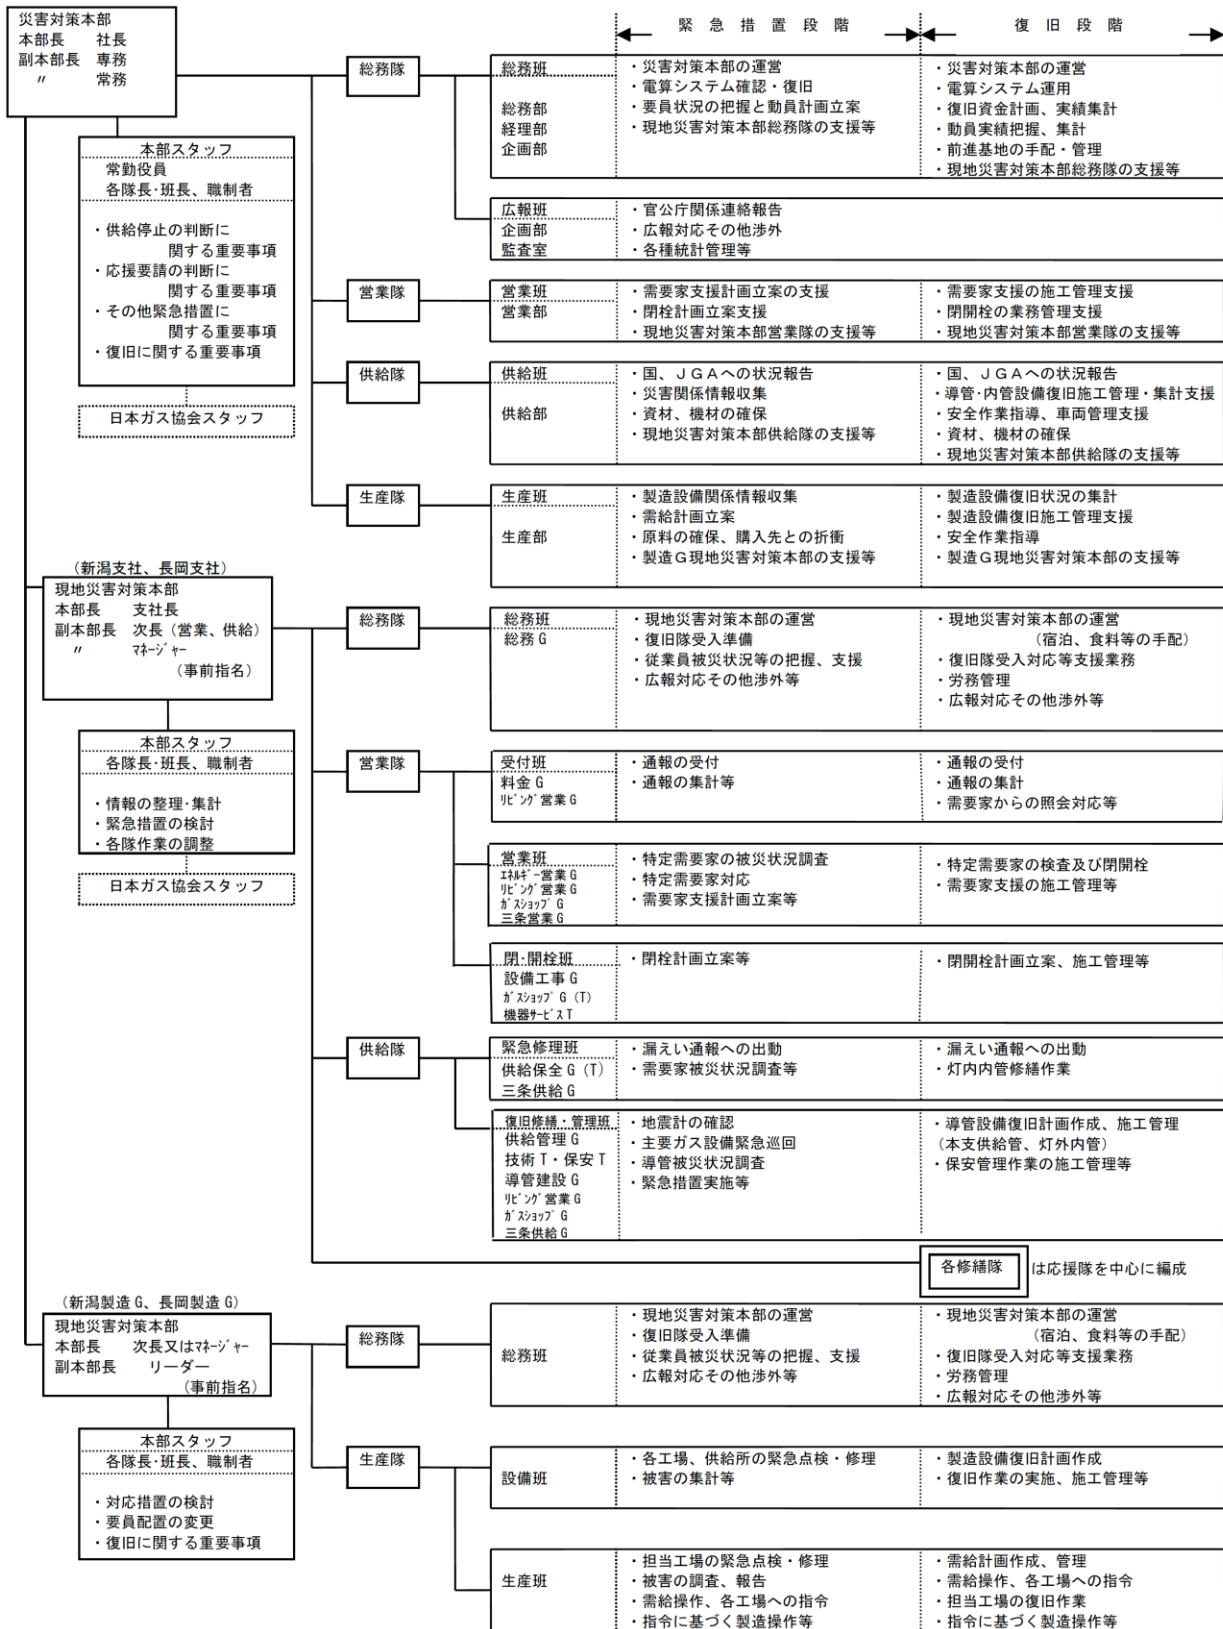 災害対策本部
本部長　社長
副本部長　専務
〃　常務
緊急措置段階
復旧段階
総務隊
総務班
総務部
経理部
企画部
・災害対策本部の運営
・電算システム確認・復旧
・要員状況の把握と動員計画立案
・現地災害対策本部総務隊の支援等
・災害対策本部の運営
・電算システム運用
・復旧資金計画、実績集計
・動員実績把握、集計
・前進基地の手配・管理
・現地災害対策本部総務隊の支援等
本部スタッフ
常勤役員
各隊長・班長、職制者
・供給停止の判断に
関する重要事項
・応援要請の判断に
関する重要事項
・その他緊急措置に
関する重要事項
・復旧に関する重要事項
日本ガス協会スタッフ
広報班
企画部
監査室
・官公庁関係連絡報告
・広報対応その他渉外
・各種統計管理等
営業隊
営業班
営業部
・需要家支援計画立案の支援
・閉栓計画立案支援
・現地災害対策本部営業隊の支援等
・需要家支援の施工管理支援
・閉開栓の業務管理支援
・現地災害対策本部営業隊の支援等
供給隊
供給班
供給部
・国、ＪＧＡへの状況報告
・災害関係情報収集
・資材、機材の確保
・現地災害対策本部供給隊の支援等
・国、ＪＧＡへの状況報告
・導管・内管設備復旧施工管理・集計支援
・安全作業指導、車両管理支援
・資材、機材の確保
・現地災害対策本部供給隊の支援等
生産隊
生産班
生産部
・製造設備関係情報収集
・需給計画立案
・原料の確保、購入先との折衝
・製造Ｇ現地災害対策本部の支援等
・製造設備復旧状況の集計
・製造設備復旧施工管理支援
・安全作業指導
・製造Ｇ現地災害対策本部の支援等
（新潟支社、長岡支社）
現地災害対策本部
本部長　支社長
副本部長　次長（営業、供給）
〃　ﾏﾈｰｼﾞｬｰ
（事前指名）
総務隊
総務班
総務 G
・現地災害対策本部の運営
・復旧隊受入準備
・従業員被災状況等の把握、支援
・広報対応その他渉外等
・現地災害対策本部の運営
（宿泊、食料等の手配）
・復旧隊受入対応等支援業務
・労務管理
・広報対応その他渉外等
本部スタッフ
各隊長・班長、職制者
・情報の整理・集計
・緊急措置の検討
・各隊作業の調整
日本ガス協会スタッフ
営業隊
受付班
料金 G
ﾘﾋﾞﾝｸﾞ営業 G
・通報の受付
・通報の集計等
・通報の受付
・通報の集計
・需要家からの照会対応等
営業班
ｴﾈﾙｷﾞｰ営業 G
ﾘﾋﾞﾝｸﾞ営業 G
ｶﾞｽｼｮｯﾌﾟ G
三条営業 G
・特定需要家の被災状況調査
・特定需要家対応
・需要家支援計画立案等
・特定需要家の検査及び閉開栓
・需要家支援の施工管理等
閉・開栓班
設備工事 G
ｶﾞｽｼｮｯﾌﾟ G（T）
機器ｻｰﾋﾞｽ T
・閉栓計画立案等
・閉開栓計画立案、施工管理等
供給隊
緊急修理班
供給保全 G（T）
三条供給 G
・漏えい通報への出動
・需要家被災状況調査等
・漏えい通報への出動
・灯内内管修繕作業
復旧修繕・管理班
供給管理 G
技術 T・保安 T
導管建設 G
ﾘﾋﾞﾝｸﾞ営業 G
ｶﾞｽｼｮｯﾌﾟ G
三条供給 G
・地震計の確認
・主要ガス設備緊急巡回
・導管被災状況調査
・緊急措置実施等
・導管設備復旧計画作成、施工管理
（本支供給管、灯外内管）
・保安管理作業の施工管理等
各修繕隊
は応援隊を中心に編成
（新潟製造 G、長岡製造 G）
現地災害対策本部
本部長　次長又はﾏﾈｰｼﾞｬｰ
副本部長　リーダー
（事前指名）
総務隊
総務班
・現地災害対策本部の運営
・復旧隊受入準備
・従業員被災状況等の把握、支援
・広報対応その他渉外等
・現地災害対策本部の運営
（宿泊、食料等の手配）
・復旧隊受入対応等支援業務
・労務管理
・広報対応その他渉外等
本部スタッフ
各隊長・班長、職制者
・対応措置の検討
・要員配置の変更
・復旧に関する重要事項
生産隊
設備班
・各工場、供給所の緊急点検・修理
・被害の集計等
・製造設備復旧計画作成
・復旧作業の実施、施工管理等
生産班
・担当工場の緊急点検・修理
・被害の調査、報告
・需給操作、各工場への指令
・指令に基づく製造操作等
・需給計画作成、管理
・需給操作、各工場への指令
・担当工場の復旧作業
・指令に基づく製造操作等